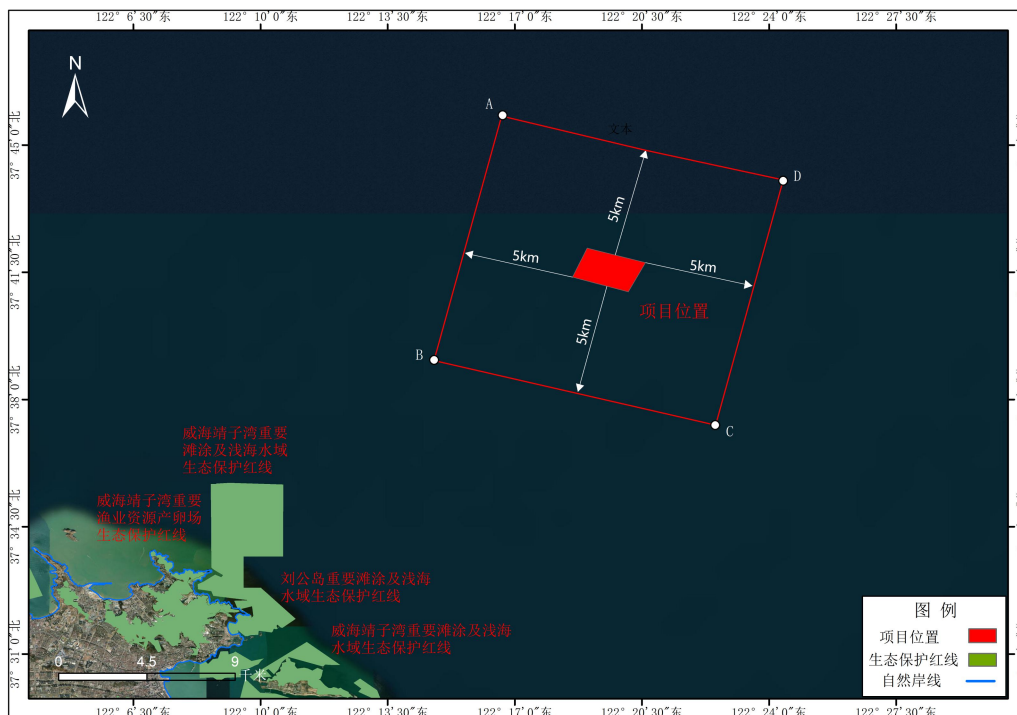 122° 6′30″东
122° 10′0″东
122° 13′30″东
122° 17′0″东
122° 20′30″东
122° 24′0″东
122° 27′30″东
N
A
文本
D
37° 45′0″北
5km
5km
5km
37° 41′30″北
项目位置
5km
B
37° 38′0″北
C
威海靖子湾重要
滩涂及浅海水域
生态保护红线
威海靖子湾重要
渔业资源产卵场
生态保护红线
37° 34′30″北
刘公岛重要滩涂及浅海
水域生态保护红线
威海靖子湾重要滩涂及浅海
水域生态保护红线
37° 31′0″北
0 4.5 9
千米
图 例
项目位置
生态保护红线
自然岸线
122° 6′30″东
122° 10′0″东
122° 13′30″东
122° 17′0″东
122° 20′30″东
122° 24′0″东
122° 27′30″东